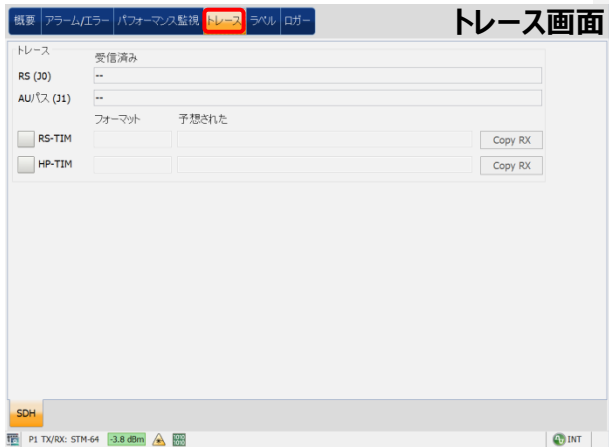 概要 アラーム/エラー パフォーマンス監視 トレース ラベル ロガー
トレース画面
トレース
受信済み
RS (J0) --
AUパス (J1) --
フォーマット 予想された
RS-TIM Copy RX
HP-TIM Copy RX
SDH
P1 TX/RX: STM-64 -3.8 dBm INT